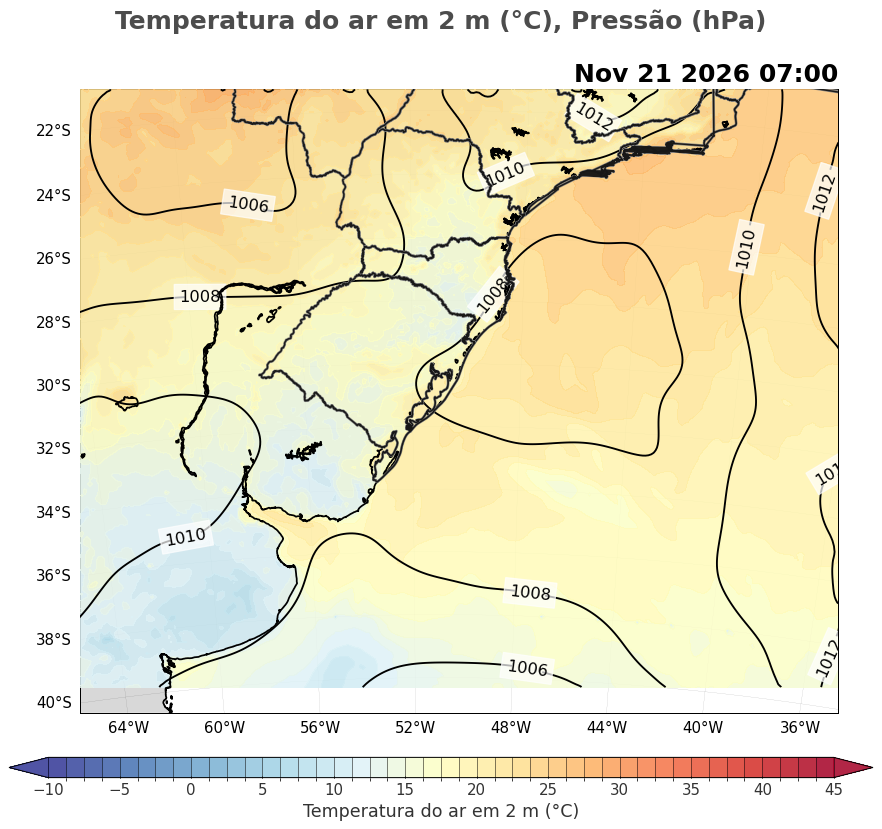 Temperatura do ar em 2 m (°C), Pressão (hPa)
Nov 21 2026 07:00
1012
1010
1012
1006
1010
1008
1008
1010
1008
1006
1012
22°S
24°S
26°S
28°S
30°S
32°S
34°S
36°S
38°S
40°S
64°W 60°W 56°W 52°W 48°W 44°W 40°W 36°W
−10 −5 0 5 10 15 20 25 30 35 40 45
Temperatura do ar em 2 m (°C)